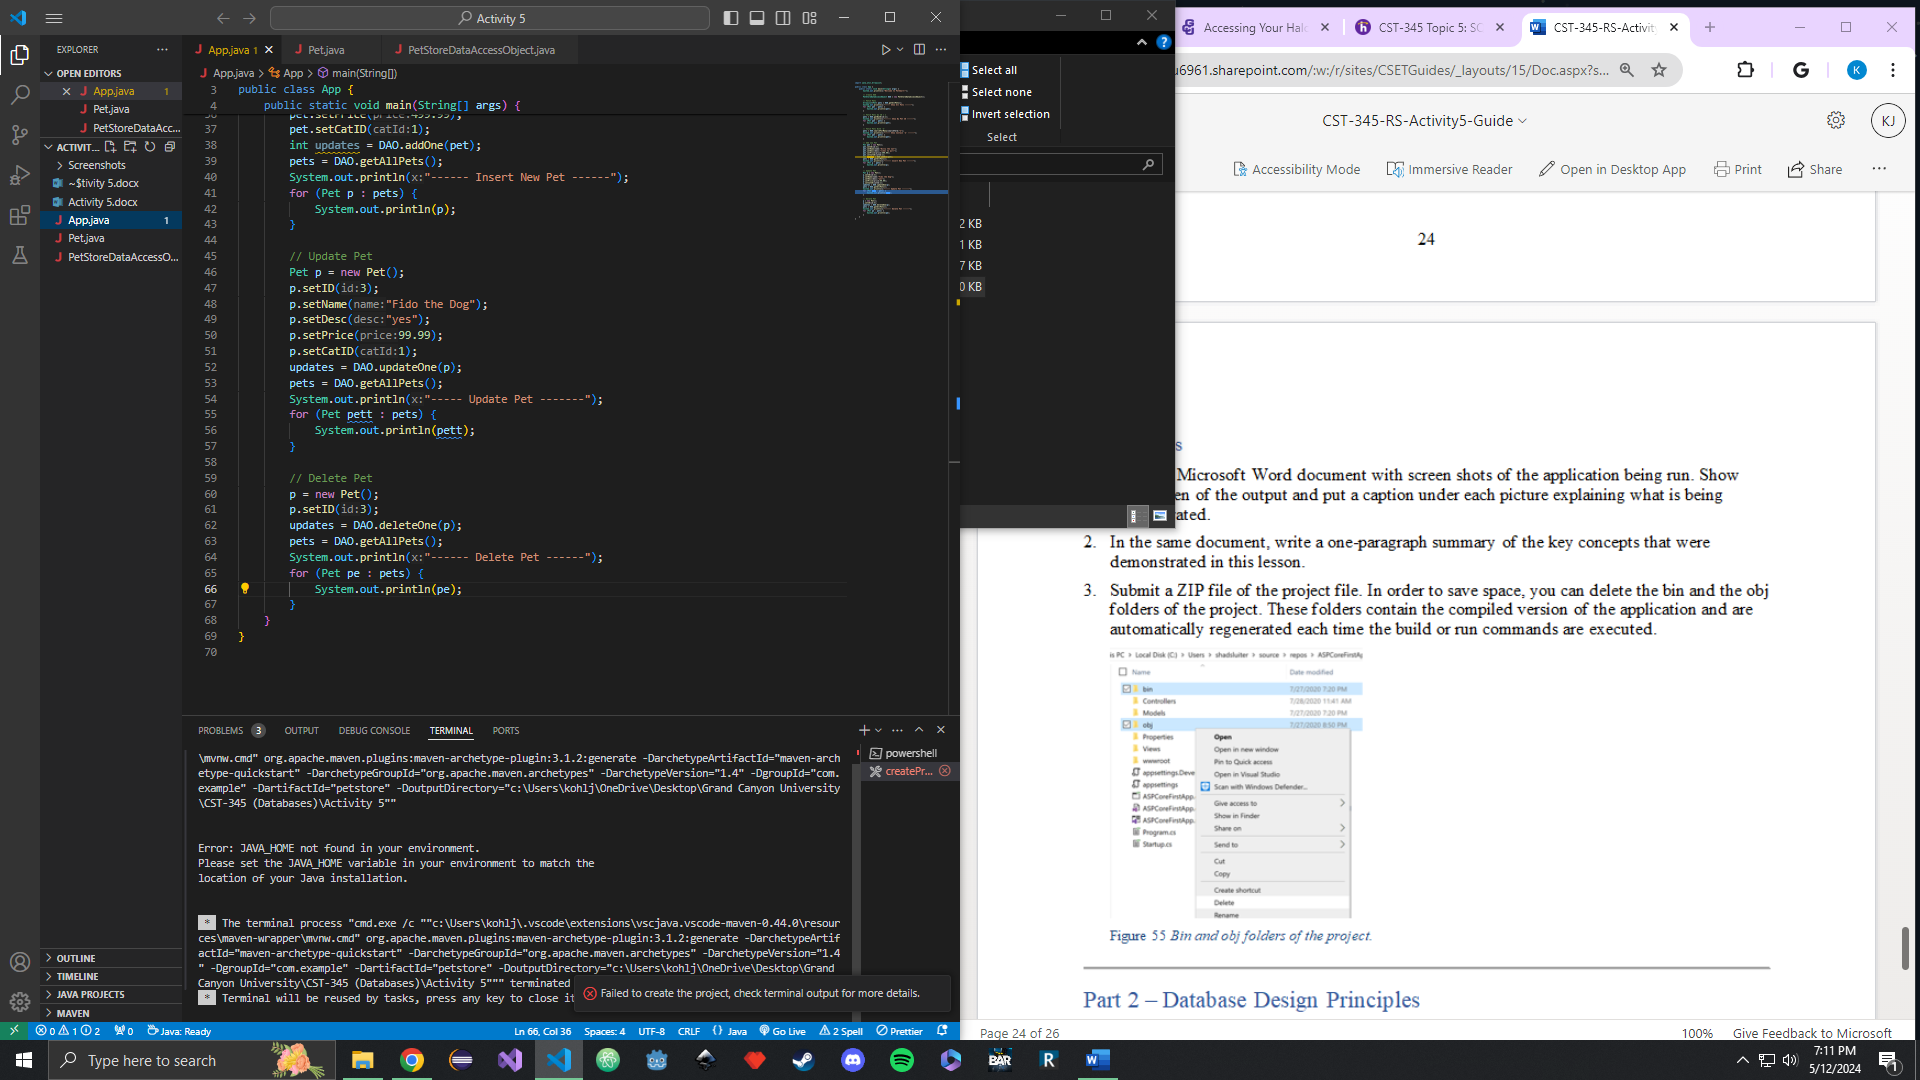 Activity 5
EXPLORER
OPEN EDITORS
App.java 1
Pet.java
PetStoreDataAcc...
ACTIVIT...
Screenshots
~$tivity 5.docx
Activity 5.docx
App.java 1
Pet.java
PetStoreDataAccessO...
OUTLINE
TIMELINE
JAVA PROJECTS
MAVEN
App.java 1
Pet.java
PetStoreDataAccessObject.java
App.java > App > main(String[])
3 public class App {
4 public static void main(String[] args) {
36 pet.setPrice(price:499.99);
37 pet.setCatID(catId:1);
38 int updates = DAO.addOne(pet);
39 pets = DAO.getAllPets();
40 System.out.println(x:"------ Insert New Pet ------");
41 for (Pet p : pets) {
42 System.out.println(p);
43 }
44
45 // Update Pet
46 Pet p = new Pet();
47 p.setID(id:3);
48 p.setName(name:"Fido the Dog");
49 p.setDesc(desc:"yes");
50 p.setPrice(price:99.99);
51 p.setCatID(catId:1);
52 updates = DAO.updateOne(p);
53 pets = DAO.getAllPets();
54 System.out.println(x:"----- Update Pet -------");
55 for (Pet pett : pets) {
56 System.out.println(pett);
57 }
58
59 // Delete Pet
60 p = new Pet();
61 p.setID(id:3);
62 updates = DAO.deleteOne(p);
63 pets = DAO.getAllPets();
64 System.out.println(x:"------ Delete Pet ------");
65 for (Pet pe : pets) {
66 System.out.println(pe);
67 }
68 }
69 }
70
PROBLEMS 3 OUTPUT DEBUG CONSOLE TERMINAL PORTS
powershell
createPr...
\mvnw.cmd" org.apache.maven.plugins:maven-archetype-plugin:3.1.2:generate -DarchetypeArtifactId="maven-arch
etype-quickstart" -DarchetypeGroupId="org.apache.maven.archetypes" -DarchetypeVersion="1.4" -DgroupId="com.
example" -DartifactId="petstore" -DoutputDirectory="c:\Users\kohlj\OneDrive\Desktop\Grand Canyon University
\CST-345 (Databases)\Activity 5""
Error: JAVA_HOME not found in your environment.
Please set the JAVA_HOME variable in your environment to match the
location of your Java installation.
* The terminal process "cmd.exe /c ""c:\Users\kohlj\.vscode\extensions\vscjava.vscode-maven-0.44.0\resour
ces\maven-wrapper\mvnw.cmd" org.apache.maven.plugins:maven-archetype-plugin:3.1.2:generate -DarchetypeArtif
actId="maven-archetype-quickstart" -DarchetypeGroupId="org.apache.maven.archetypes" -DarchetypeVersion="1.4
" -DgroupId="com.example" -DartifactId="petstore" -DoutputDirectory="c:\Users\kohlj\OneDrive\Desktop\Grand
Canyon University\CST-345 (Databases)\Activity 5""" terminated
* Terminal will be reused by tasks, press any key to close it
Failed to create the project, check terminal output for more details.
0 1 2 0 Java: Ready
Ln 66, Col 36 Spaces: 4 UTF-8 CRLF {} Java Go Live 2 Spell Prettier
Select all
Select none
Invert selection
Select
2 KB
1 KB
7 KB
0 KB
Accessing Your Hal
CST-345 Topic 5: SC
CST-345-RS-Activity
u6961.sharepoint.com/:w:/r/sites/CSETGuides/_layouts/15/Doc.aspx?s...
K
CST-345-RS-Activity5-Guide
KJ
Accessibility Mode Immersive Reader Open in Desktop App Print Share
24
s
Microsoft Word document with screen shots of the application being run. Show
en of the output and put a caption under each picture explaining what is being
ated.
2. In the same document, write a one-paragraph summary of the key concepts that were
demonstrated in this lesson.
3. Submit a ZIP file of the project file. In order to save space, you can delete the bin and the obj
folders of the project. These folders contain the compiled version of the application and are
automatically regenerated each time the build or run commands are executed.
is PC > Local Disk (C:) > Users > shadsluiter > source > repos > ASPCoreFirstAp
Name Date modified
bin 7/27/2020 7:20 PM
Controllers 7/28/2020 11:41 AM
Models 7/27/2020 7:20 PM
obj 7/27/2020 8:50 PM
Properties
Views
wwwroot
appsettings.Deve
appsettings
ASPCoreFirstApp.
ASPCoreFirstApp.
ASPCoreFirstApp.
Program.cs
Startup.cs
Open
Open in new window
Pin to Quick access
Open in Visual Studio
Scan with Windows Defender...
Give access to
Show in Finder
Share on
Send to
Cut
Copy
Create shortcut
Delete
Rename
Figure 55 Bin and obj folders of the project.
Part 2 – Database Design Principles
Page 24 of 26
100% Give Feedback to Microsoft
Type here to search
BAR
R
7:11 PM
5/12/2024
1